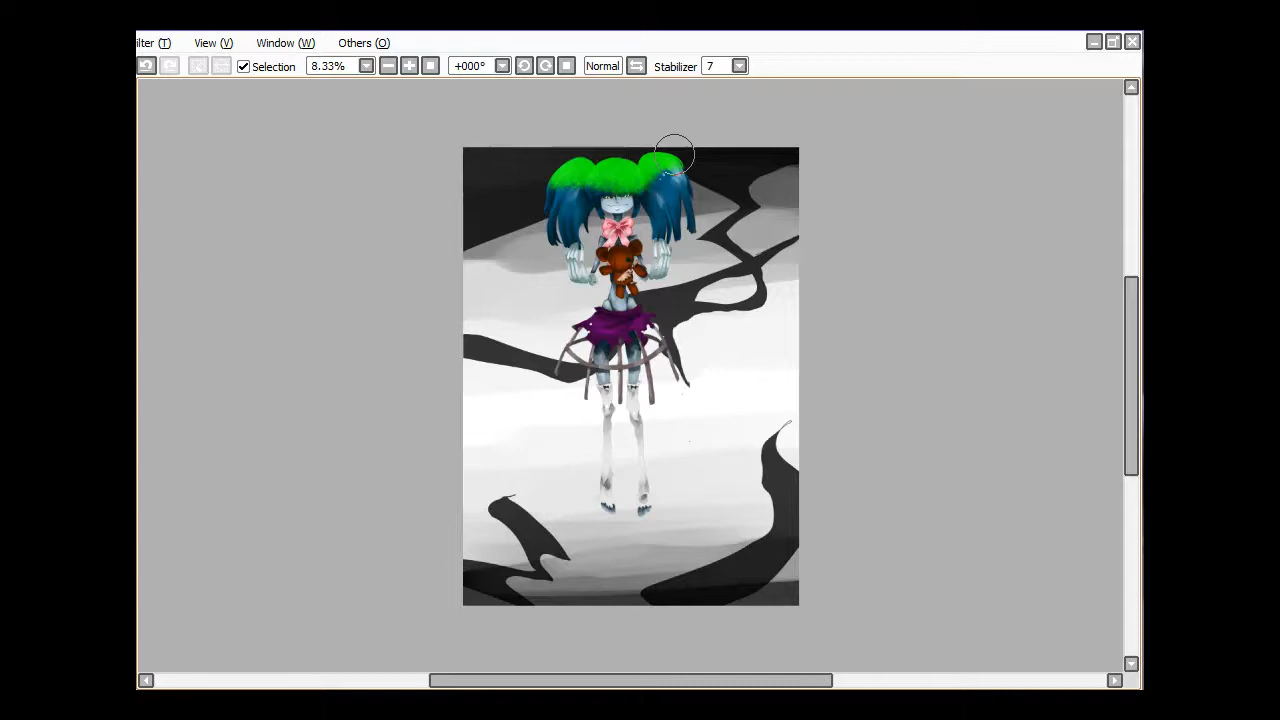 ilter (T) View (V) Window (W) Others (O)
Selection 8.33% +000° Normal Stabilizer 7